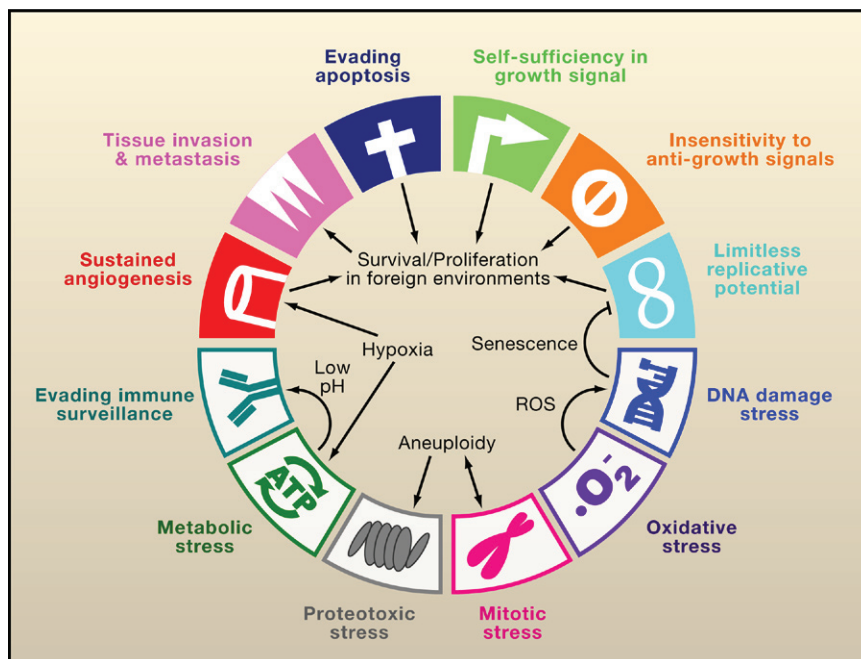 Evading
apoptosis
Self-sufficiency in
growth signal
Tissue invasion
& metastasis
Insensitivity to
anti-growth signals
Sustained
angiogenesis
Survival/Proliferation
in foreign environments
Limitless
replicative
potential
Hypoxia
Senescence
Low
pH
Evading immune
surveillance
ROS
DNA damage
stress
Aneuploidy
ATP
•O2-
Metabolic
stress
Oxidative
stress
Proteotoxic
stress
Mitotic
stress